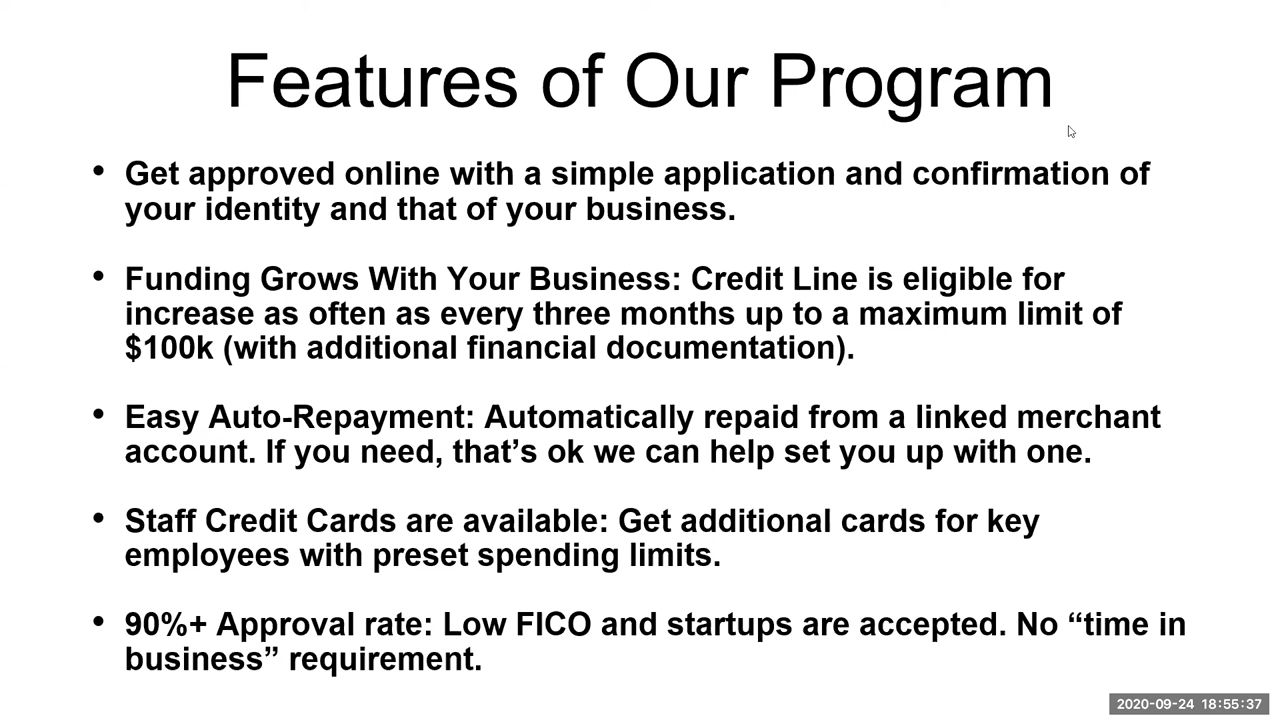 Features of Our Program
• Get approved online with a simple application and confirmation of
your identity and that of your business.
• Funding Grows With Your Business: Credit Line is eligible for
increase as often as every three months up to a maximum limit of
$100k (with additional financial documentation).
• Easy Auto-Repayment: Automatically repaid from a linked merchant
account. If you need, that’s ok we can help set you up with one.
• Staff Credit Cards are available: Get additional cards for key
employees with preset spending limits.
• 90%+ Approval rate: Low FICO and startups are accepted. No “time in
business” requirement.
2020-09-24 18:55:37